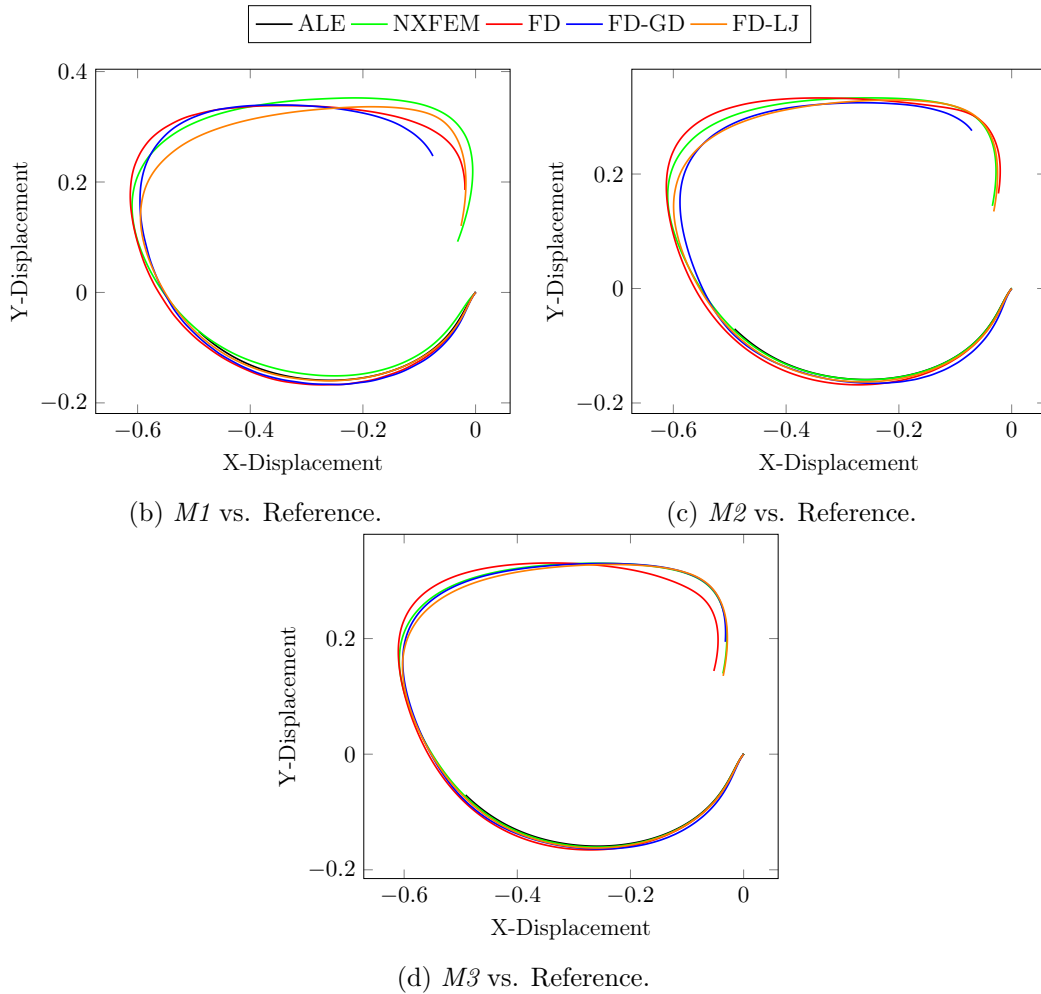 ALE NXFEM FD FD-GD FD-LJ
0.4
0.2
0
−0.2
Y-Displacement
−0.6 −0.4 −0.2 0
X-Displacement
(b) M1 vs. Reference.
0.2
0
−0.2
Y-Displacement
−0.6 −0.4 −0.2 0
X-Displacement
(c) M2 vs. Reference.
0.2
0
−0.2
Y-Displacement
−0.6 −0.4 −0.2 0
X-Displacement
(d) M3 vs. Reference.